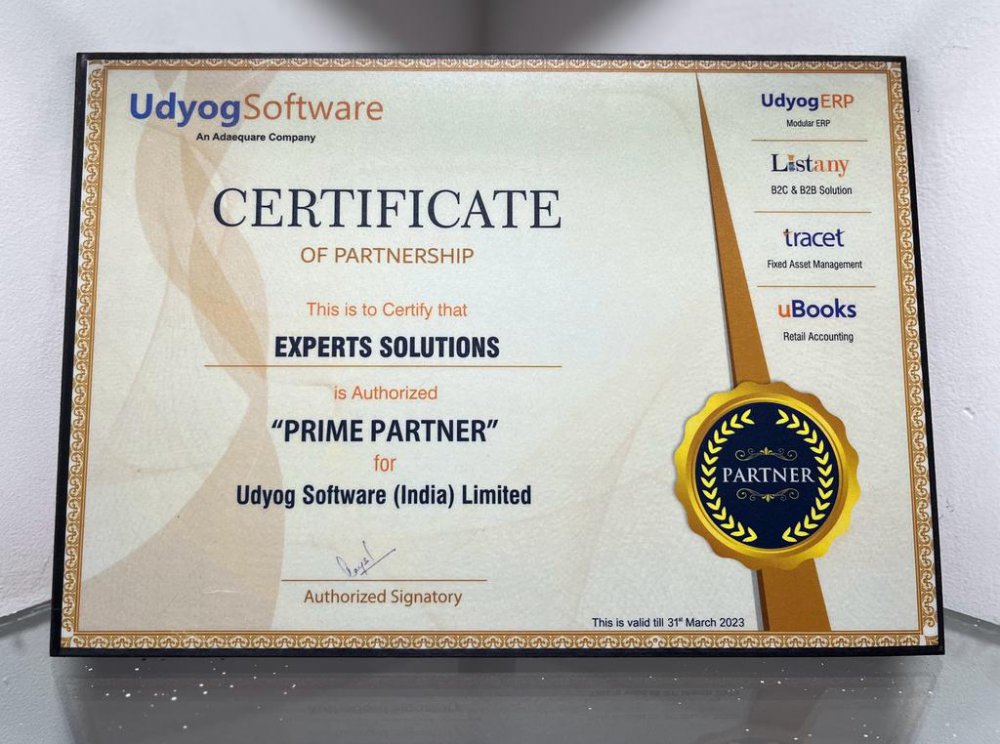 UdyogSoftware
An Adaequare Company
CERTIFICATE
OF PARTNERSHIP
This is to Certify that
EXPERTS SOLUTIONS
is Authorized
“PRIME PARTNER”
for
Udyog Software (India) Limited
Authorized Signatory
This is valid till 31st March 2023
UdyogERP
Modular ERP
Listany
B2C & B2B Solution
tracet
Fixed Asset Management
uBooks
Retail Accounting
PARTNER